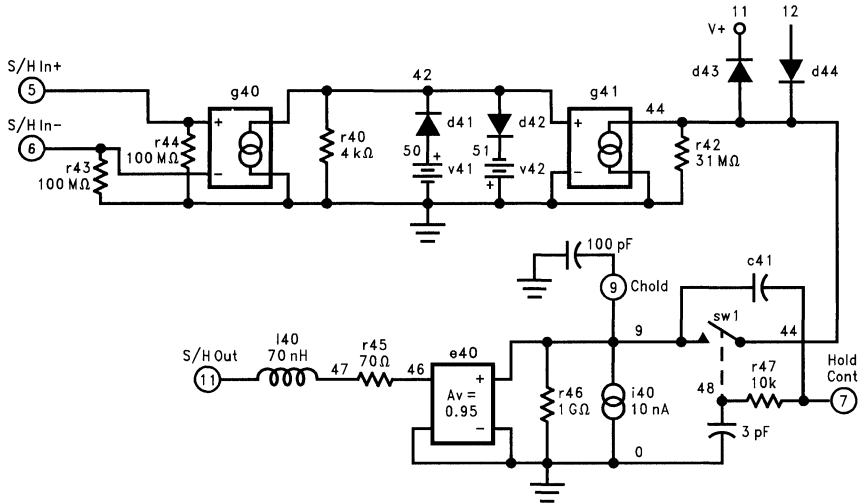 11
12
V+
S/H In+
5
g40
42
d43
d44
g41
44
S/H In-
6
+
r44
100 MΩ
-
r40
4 kΩ
d41
d42
50
+
v41
51
v42
+
+
-
r42
31 MΩ
r43
100 MΩ
100 pF
9
Chold
c41
S/H Out
11
l40
70 nH
47
r45
70Ω
46
e40
Av =
0.95
+
-
9
sw1
44
r46
1 GΩ
i40
10 nA
48
r47
10k
Hold
Cont
7
3 pF
0